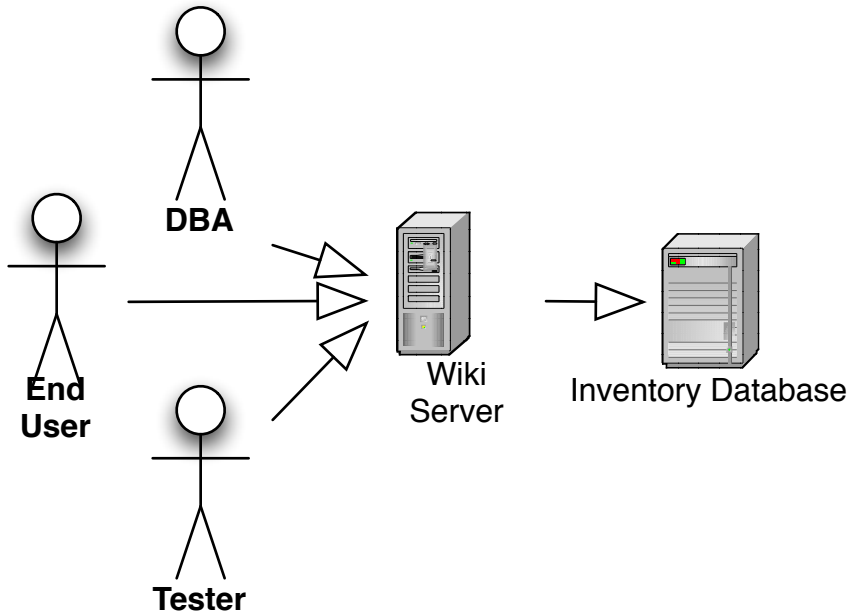 DBA
End
User
Wiki
Server
Inventory Database
Tester